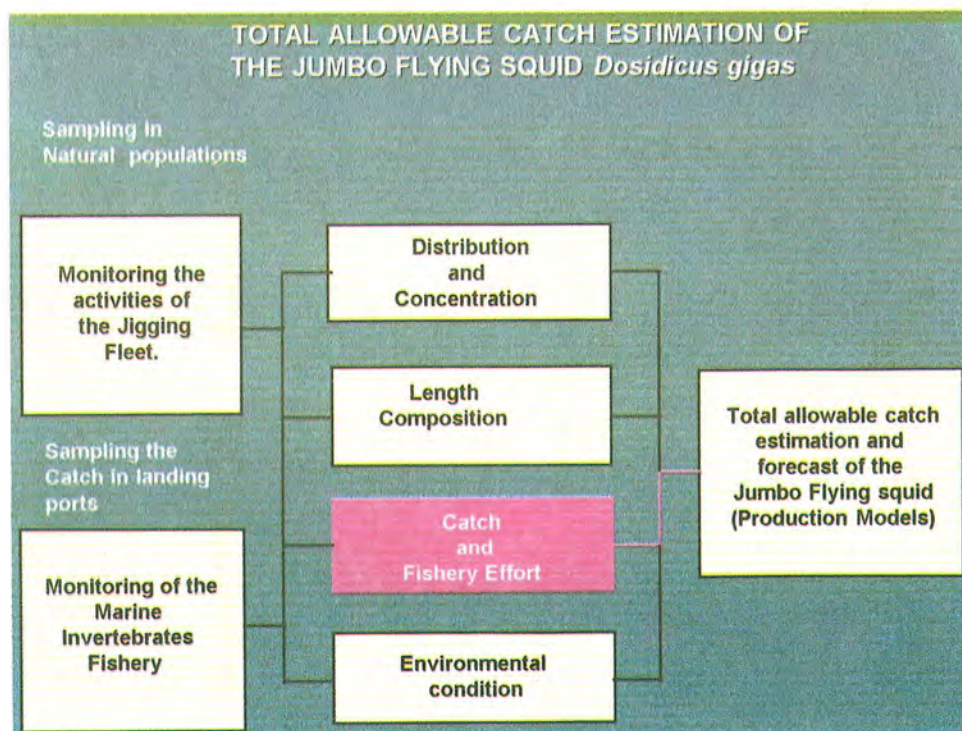 TOTAL ALLOWABLE CATCH ESTIMATION OF
THE JUMBO FLYING SQUID Dosidicus gigas
Sampling in
Natural populations
Monitoring the
activities of
the Jigging
Fleet.
Sampling the
Catch in landing
ports
Monitoring of the
Marine
Invertebrates
Fishery
Distribution
and
Concentration
Length
Composition
Catch
and
Fishery Effort
Environmental
condition
Total allowable catch
estimation and
forecast of the
Jumbo Flying squid
(Production Models)